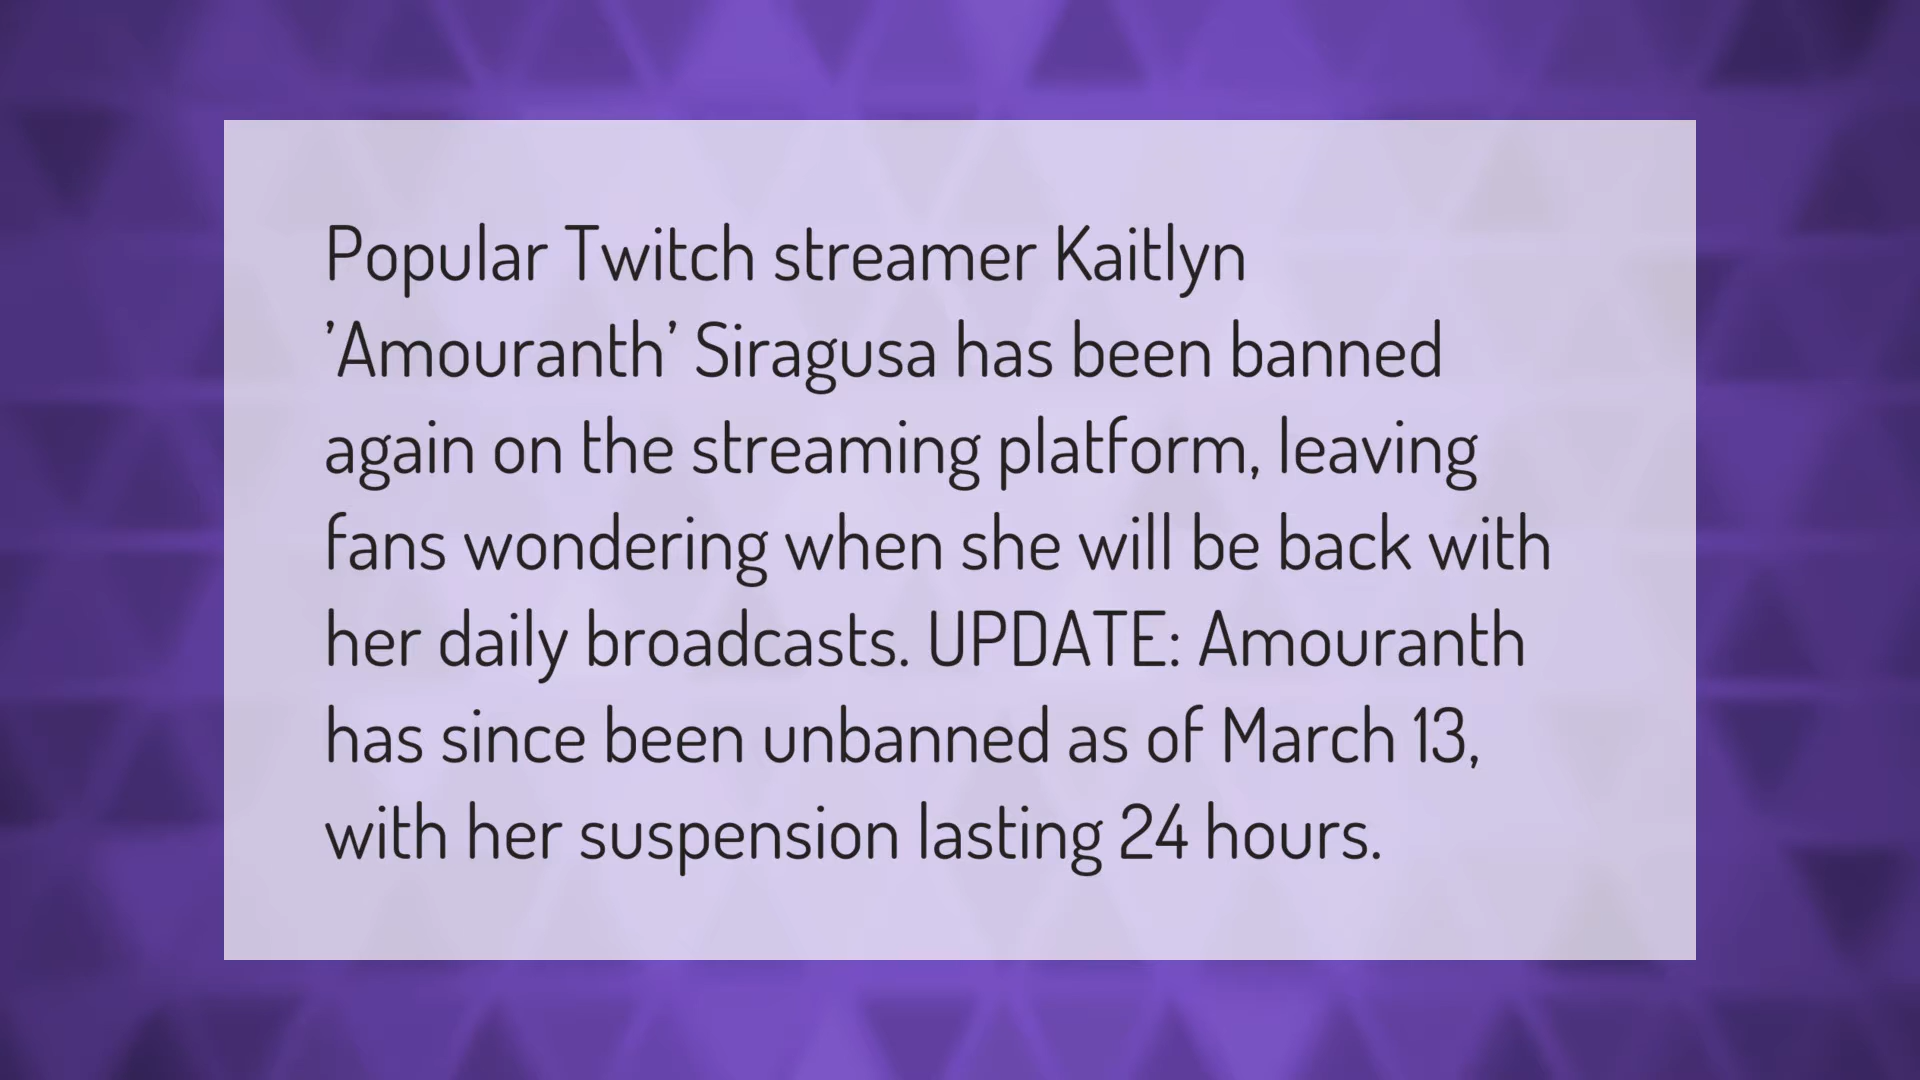 Popular Twitch streamer Kaitlyn
’Amouranth’ Siragusa has been banned
again on the streaming platform, leaving
fans wondering when she will be back with
her daily broadcasts. UPDATE: Amouranth
has since been unbanned as of March 13,
with her suspension lasting 24 hours.